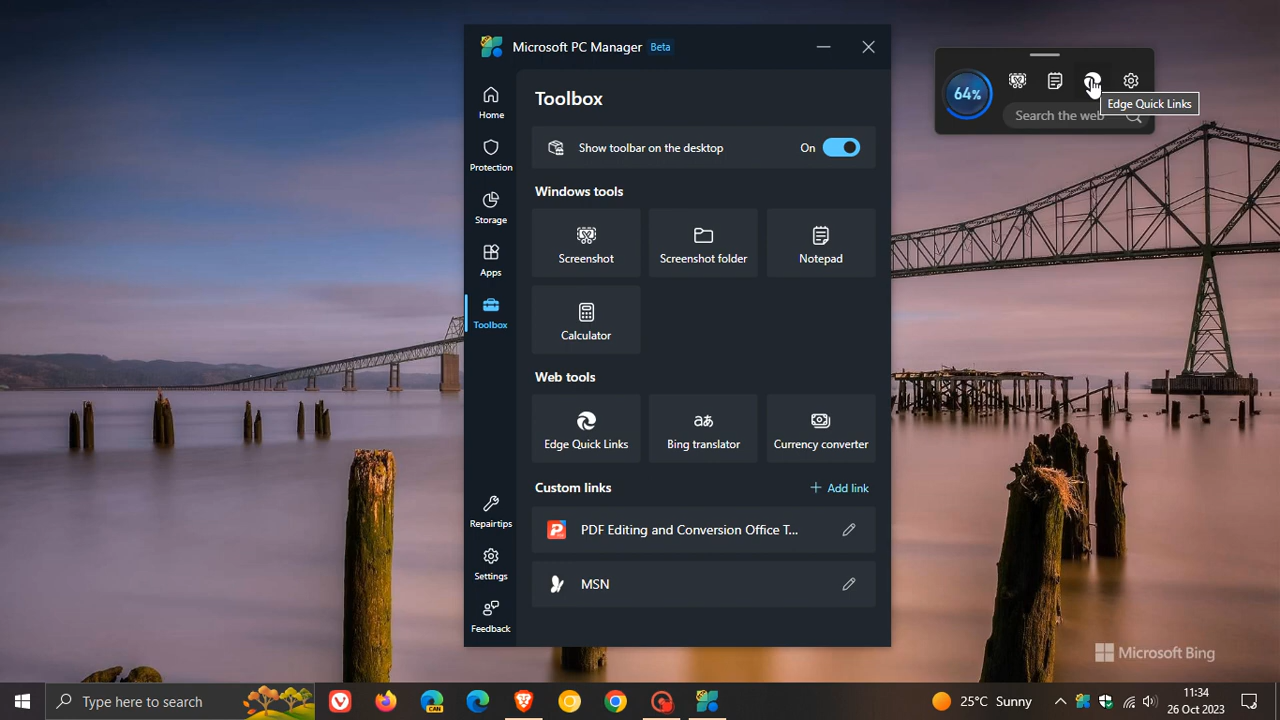 Microsoft PC Manager Beta
Home
Protection
Storage
Apps
Toolbox
Repairtips
Settings
Feedback
Toolbox
Show toolbar on the desktop On
Windows tools
Screenshot Screenshot folder Notepad
Calculator
Web tools
Edge Quick Links Bing translator Currency converter
Custom links + Add link
PDF Editing and Conversion Office T...
MSN
64%
Edge Quick Links
Search the web
Microsoft Bing
Type here to search
CAN
25°C Sunny
11:34
26 Oct 2023